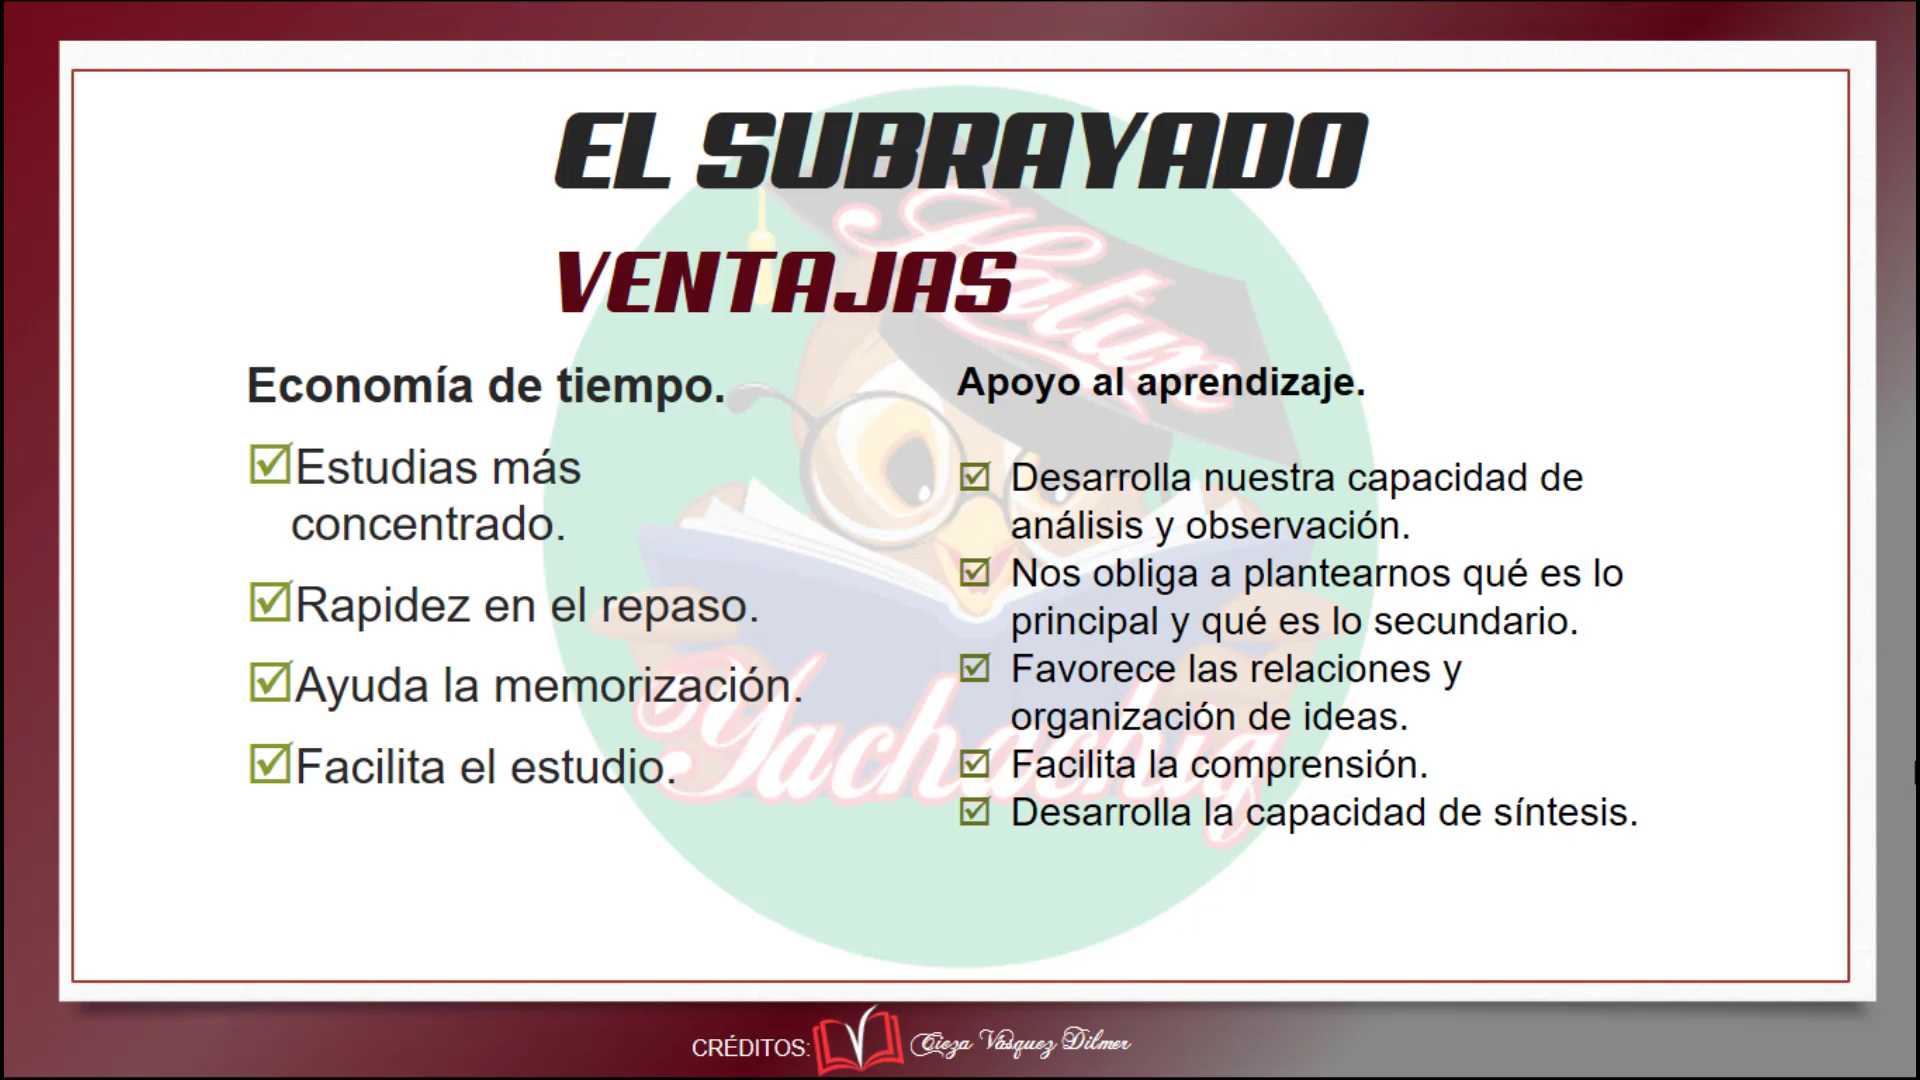 EL SUBRAYADO
VENTAJAS
Economía de tiempo.
Estudias más
concentrado.
Rapidez en el repaso.
Ayuda la memorización.
Facilita el estudio.
Apoyo al aprendizaje.
Desarrolla nuestra capacidad de
análisis y observación.
Nos obliga a plantearnos qué es lo
principal y qué es lo secundario.
Favorece las relaciones y
organización de ideas.
Facilita la comprensión.
Desarrolla la capacidad de síntesis.
Yachachiq
CRÉDITOS: Cieza Vásquez Dilmer